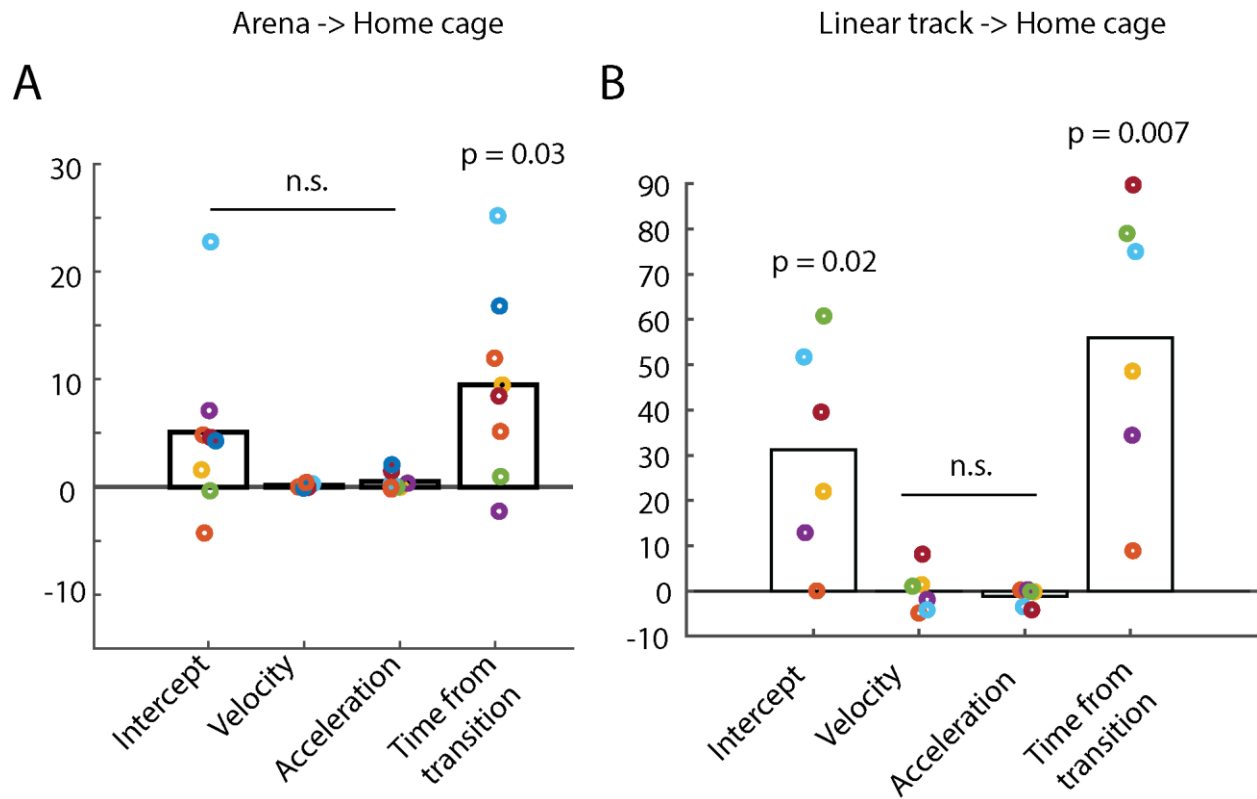 Arena -> Home cage
Linear track -> Home cage
A
B
p = 0.03
n.s.
30
20
10
0
-10
Intercept
Velocity
Acceleration
Time from
transition
p = 0.007
p = 0.02
n.s.
90
80
70
60
50
40
30
20
10
0
-10
Intercept
Velocity
Acceleration
Time from
transition